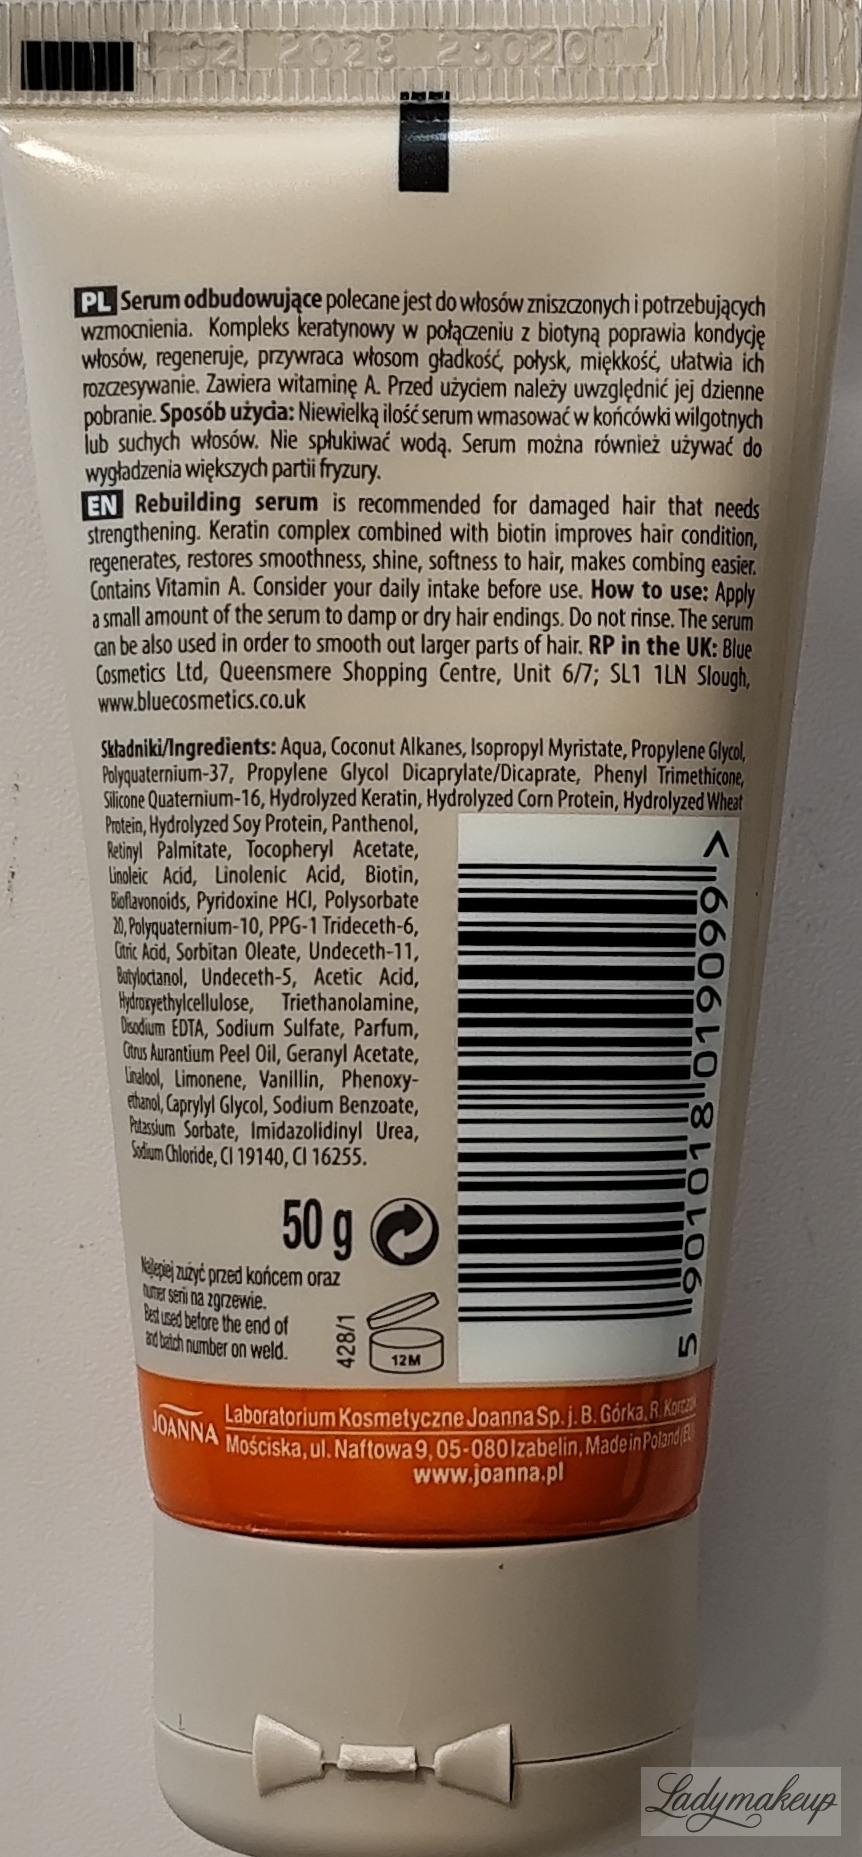 02 2028 230201
PL Serum odbudowujące polecane jest do włosów zniszczonych i potrzebujących
wzmocnienia. Kompleks keratynowy w połączeniu z biotyną poprawia kondycję
włosów, regeneruje, przywraca włosom gładkość, połysk, miękkość, ułatwia ich
rozczesywanie. Zawiera witaminę A. Przed użyciem należy uwzględnić jej dzienne
pobranie. Sposób użycia: Niewielką ilość serum wmasować w końcówki wilgotnych
lub suchych włosów. Nie spłukiwać wodą. Serum można również używać do
wygładzenia większych partii fryzury.
EN Rebuilding serum is recommended for damaged hair that needs
strengthening. Keratin complex combined with biotin improves hair condition,
regenerates, restores smoothness, shine, softness to hair, makes combing easier.
Contains Vitamin A. Consider your daily intake before use. How to use: Apply
a small amount of the serum to damp or dry hair endings. Do not rinse. The serum
can be also used in order to smooth out larger parts of hair. RP in the UK: Blue
Cosmetics Ltd, Queensmere Shopping Centre, Unit 6/7; SL1 1LN Slough,
www.bluecosmetics.co.uk
Składniki/Ingredients: Aqua, Coconut Alkanes, Isopropyl Myristate, Propylene Glycol,
Polyquaternium-37, Propylene Glycol Dicaprylate/Dicaprate, Phenyl Trimethicone,
Silicone Quaternium-16, Hydrolyzed Keratin, Hydrolyzed Corn Protein, Hydrolyzed Wheat
Protein, Hydrolyzed Soy Protein, Panthenol,
Retinyl Palmitate, Tocopheryl Acetate,
Linoleic Acid, Linolenic Acid, Biotin,
Bioflavonoids, Pyridoxine HCl, Polysorbate
20, Polyquaternium-10, PPG-1 Trideceth-6,
Citric Acid, Sorbitan Oleate, Undeceth-11,
Butyloctanol, Undeceth-5, Acetic Acid,
Hydroxyethylcellulose, Triethanolamine,
Disodium EDTA, Sodium Sulfate, Parfum,
Citrus Aurantium Peel Oil, Geranyl Acetate,
Linalool, Limonene, Vanillin, Phenoxy-
ethanol, Caprylyl Glycol, Sodium Benzoate,
Potassium Sorbate, Imidazolidinyl Urea,
Sodium Chloride, CI 19140, CI 16255.
5 901018 019099 >
50 g
Najlepiej zużyć przed końcem oraz
numer serii na zgrzewie.
Best used before the end of
and batch number on weld.
428/1
12M
JOANNA
Laboratorium Kosmetyczne Joanna Sp. j. B. Górka, R. Korczak
Mościska, ul. Naftowa 9, 05-080 Izabelin, Made in Poland (EU)
www.joanna.pl
Ladymakeup